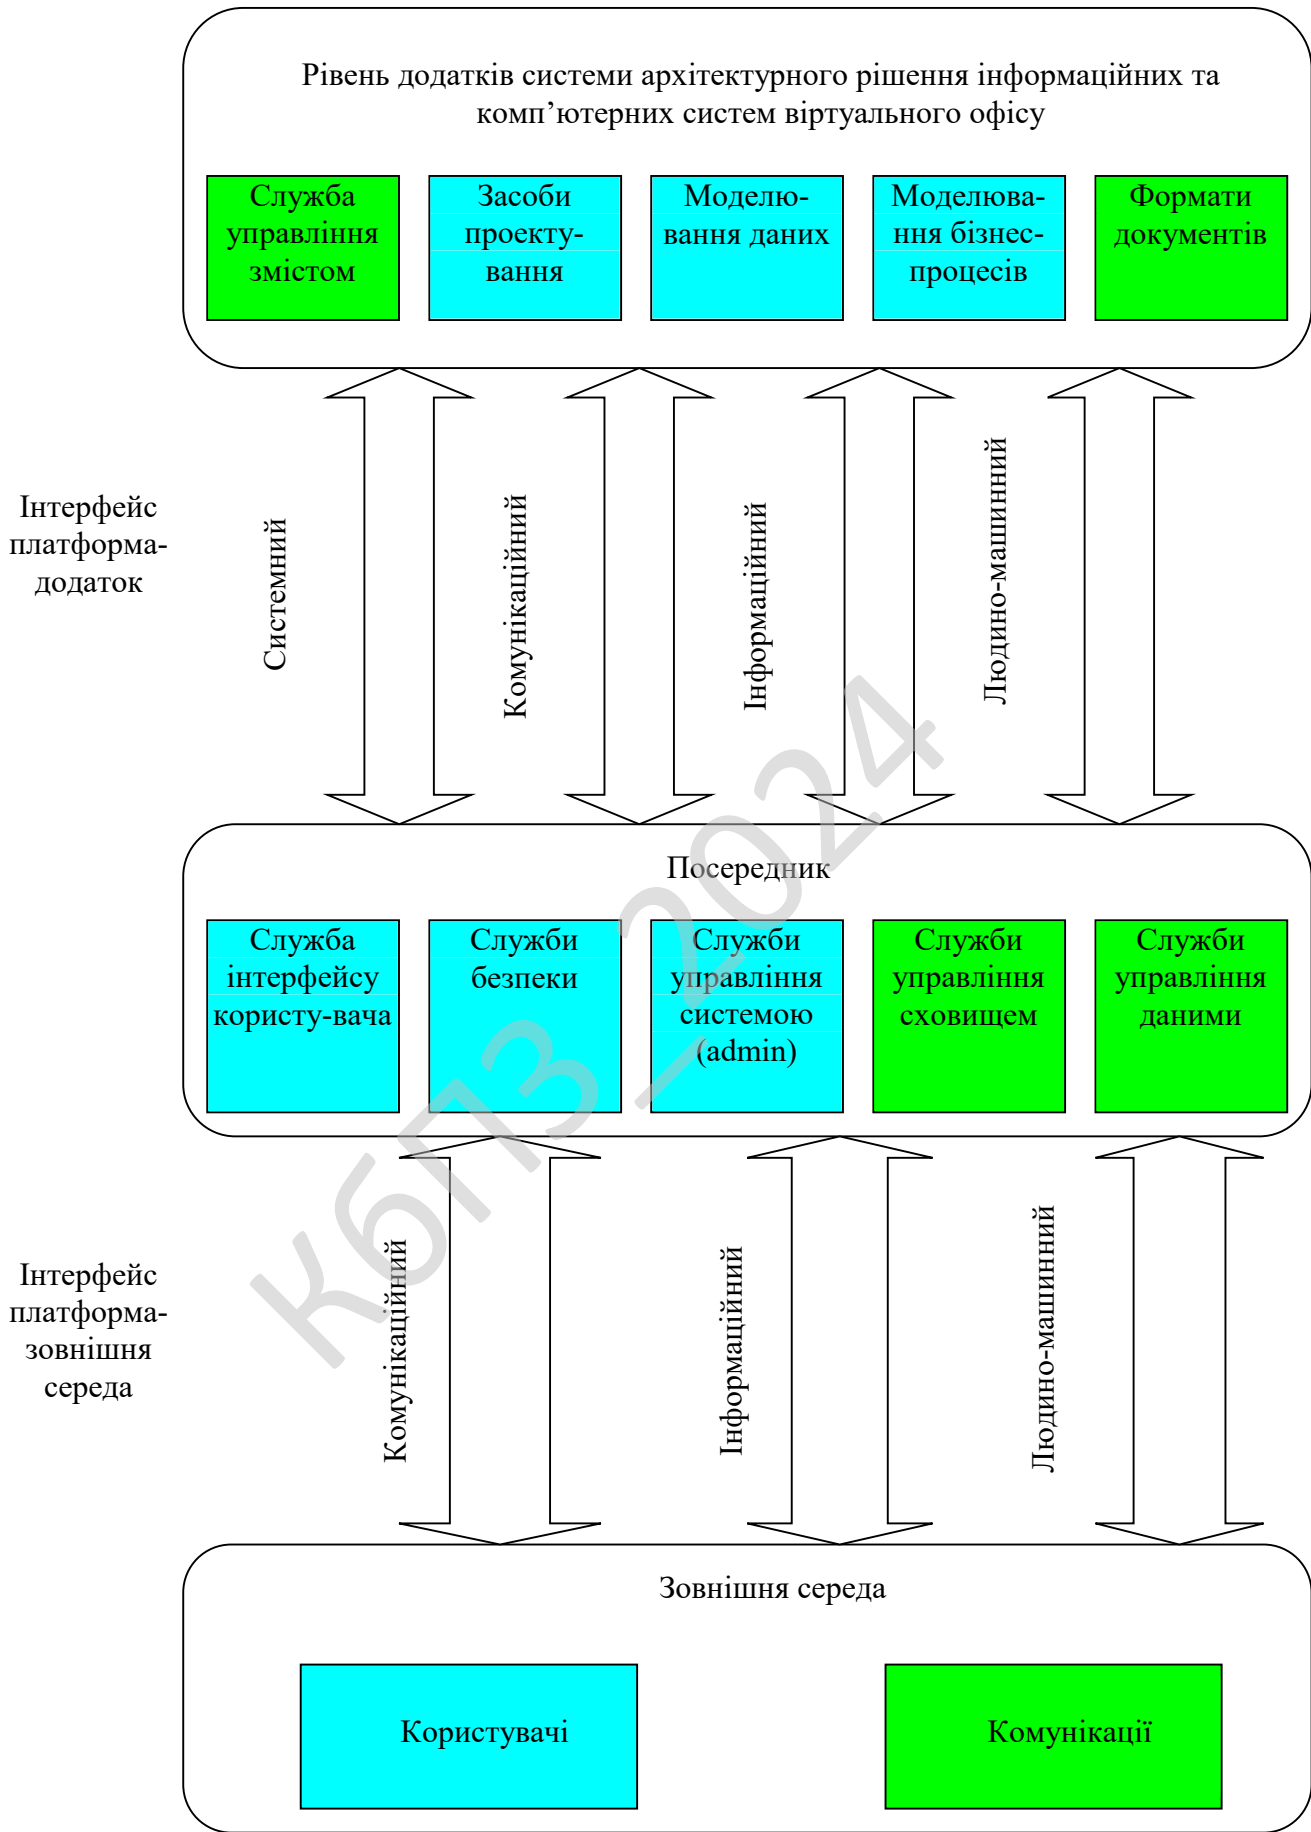 Рівень додатків системи архітектурного рішення інформаційних та
комп’ютерних систем віртуального офісу
Служба
управління
змістом
Засоби
проекту-
вання
Моделю-
вання даних
Моделюва-
ння бізнес-
процесів
Формати
документів
Інтерфейс
платформа-
додаток
Системний
Комунікаційний
Інформаційний
Людино-машинний
Посередник
Служба
інтерфейсу
користу-вача
Служби
безпеки
Служби
управління
системою
(admin)
Служби
управління
сховищем
Служби
управління
даними
Інтерфейс
платформа-
зовнішня
середа
Комунікаційний
Інформаційний
Людино-машинний
Зовнішня середа
Користувачі
Комунікації
КбПЗ_2024